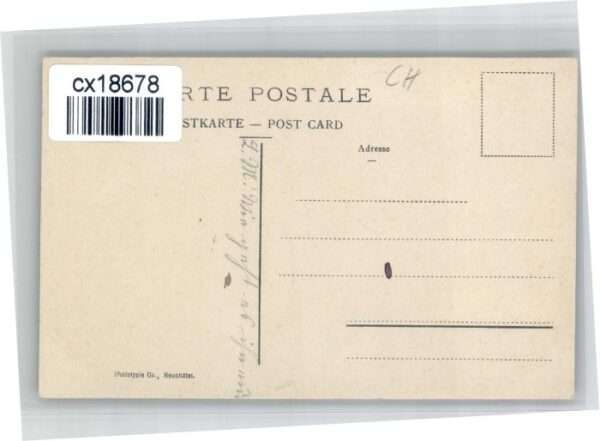 cx18678
CH
RTE POSTALE
STKARTE — POST CARD
Adresse
Phototypie Co., Neuchâtel.